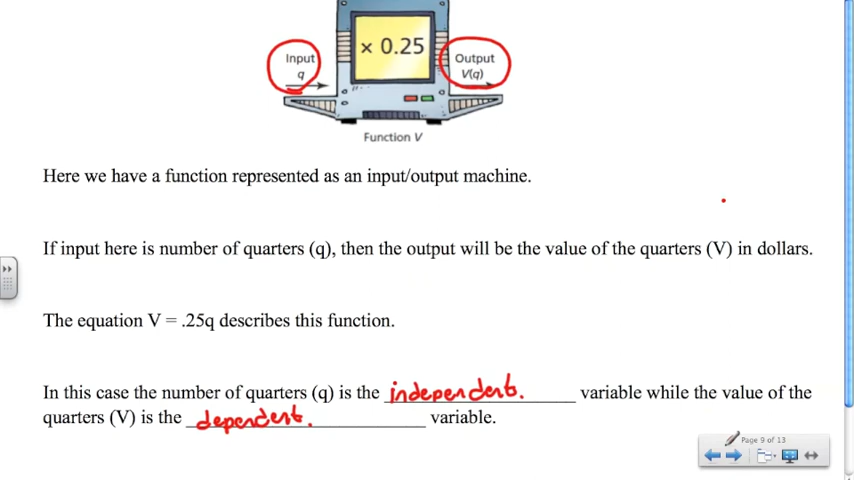 × 0.25
Input
q
Output
V(q)
Function V
Here we have a function represented as an input/output machine.
If input here is number of quarters (q), then the output will be the value of the quarters (V) in dollars.
The equation V = .25q describes this function.
In this case the number of quarters (q) is the independent. variable while the value of the
quarters (V) is the dependent. variable.
Page 9 of 13